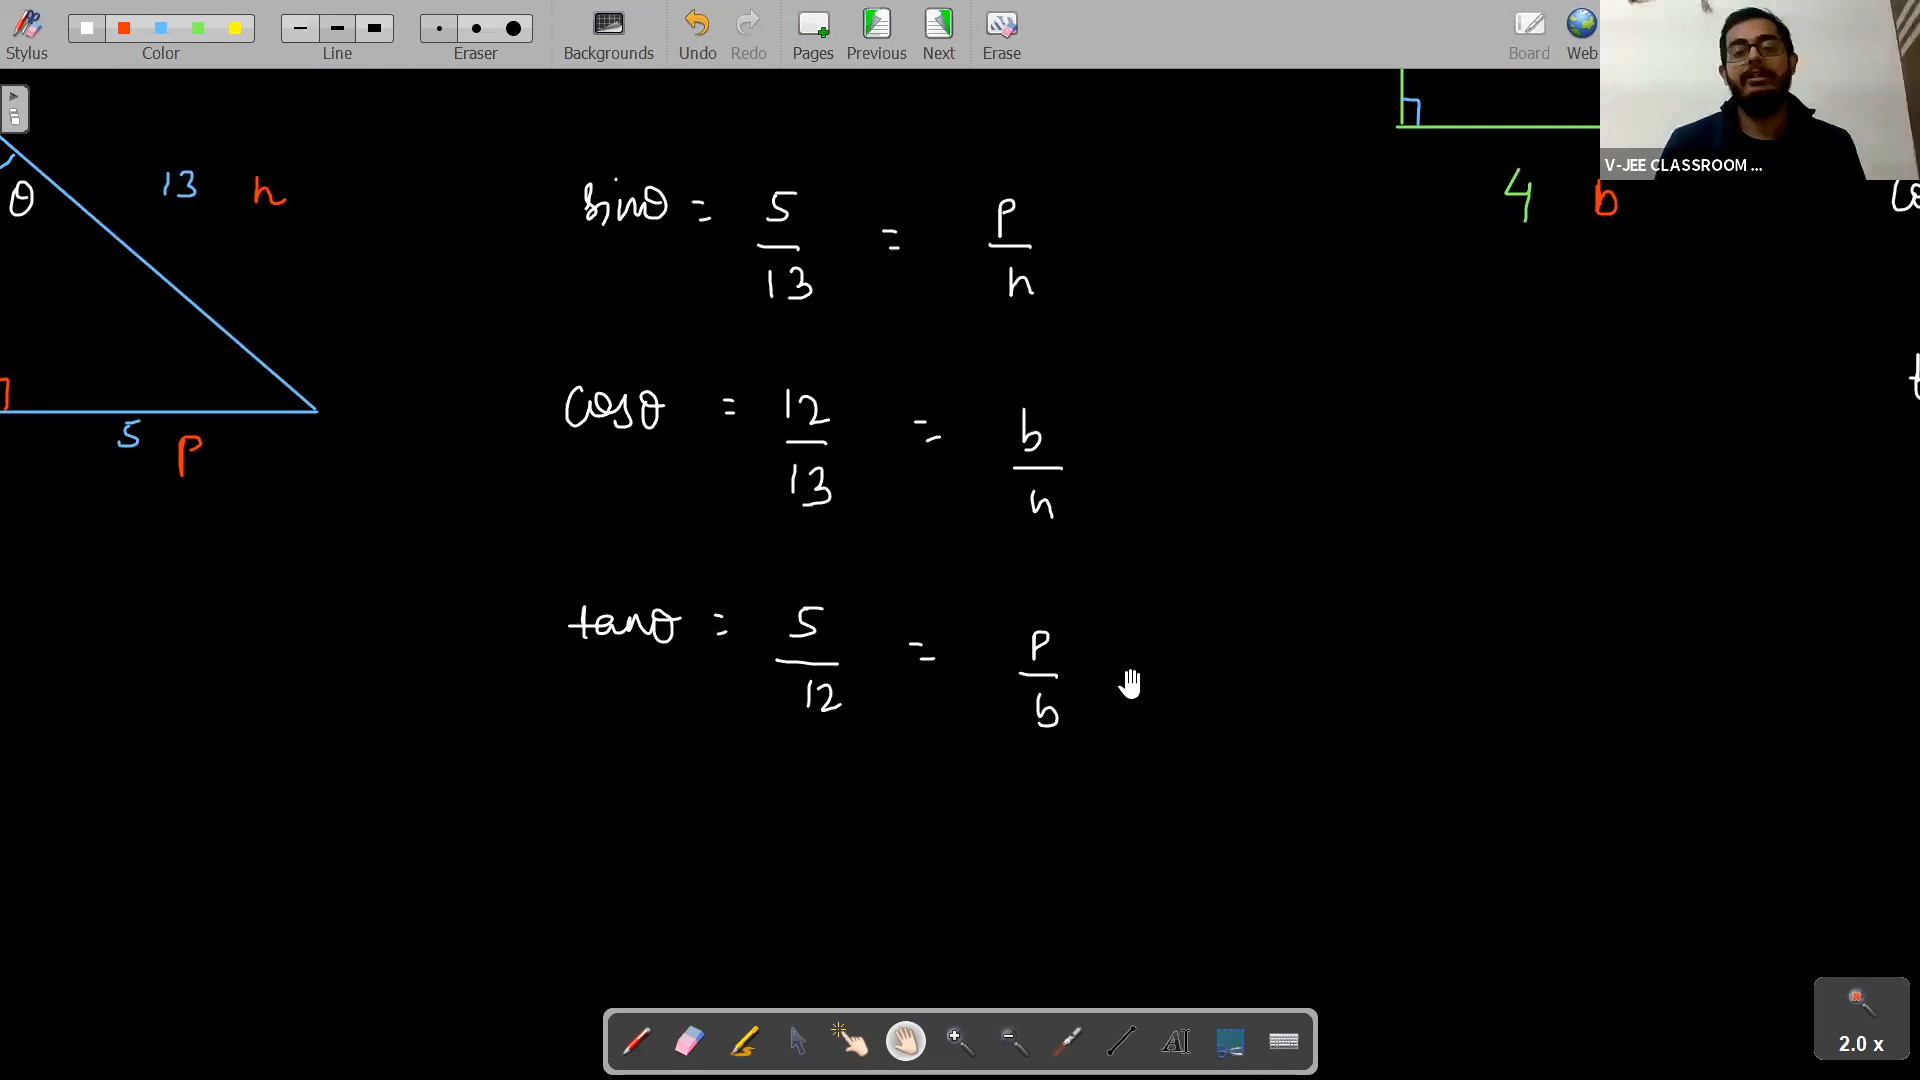 Stylus Color Line Eraser Backgrounds Undo Redo Pages Previous Next Erase Board Web
V-JEE CLASSROOM ...
θ 13 h
5 p
4 b
sinθ = 5/13 = p/h
cosθ = 12/13 = b/h
tanθ = 5/12 = p/b
2.0 x